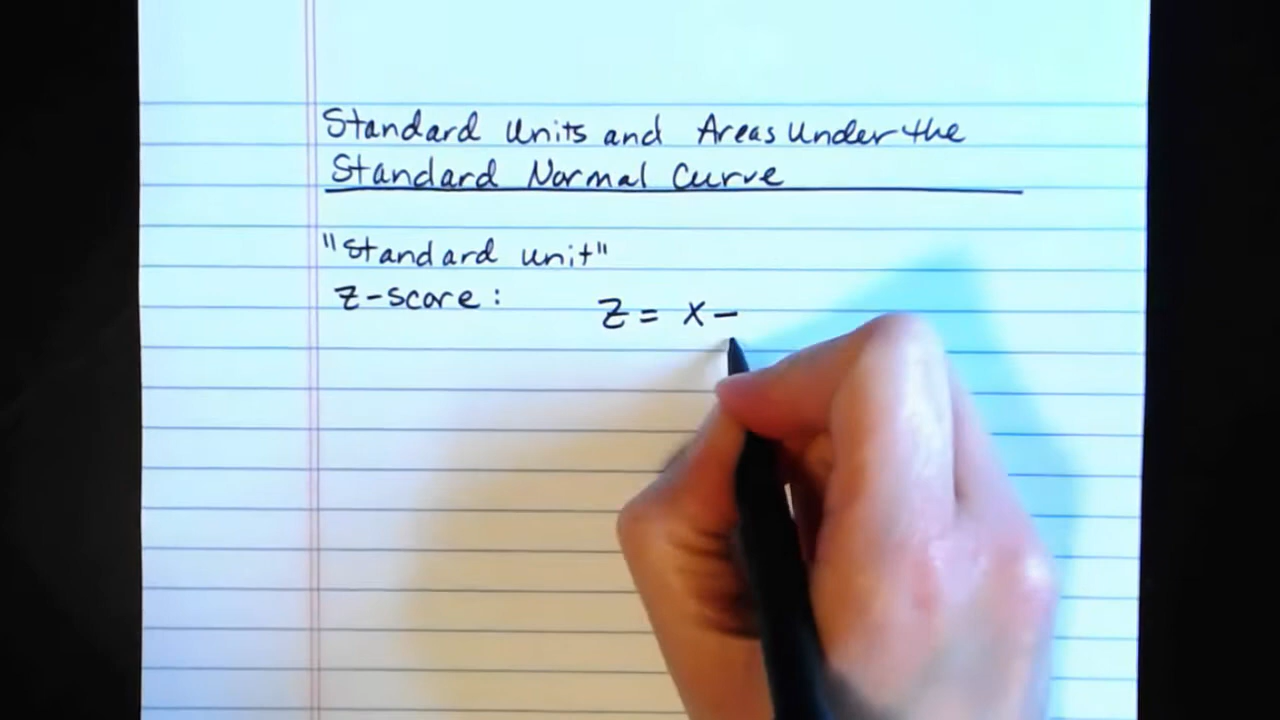 Standard Units and Areas Under the
Standard Normal Curve
"Standard unit"
z-score: z = x -